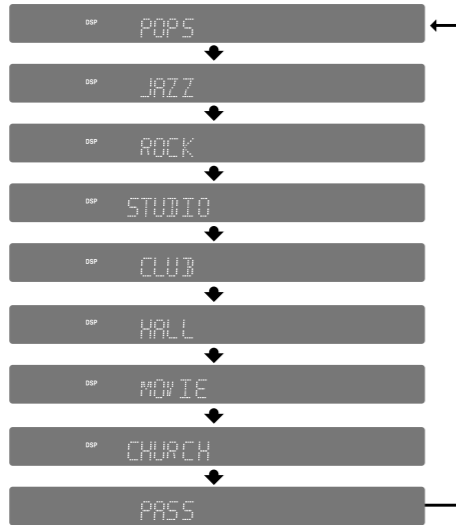 DSP POPS
DSP JAZZ
DSP ROCK
DSP STUDIO
DSP CLUB
DSP HALL
DSP MOVIE
DSP CHURCH
PASS